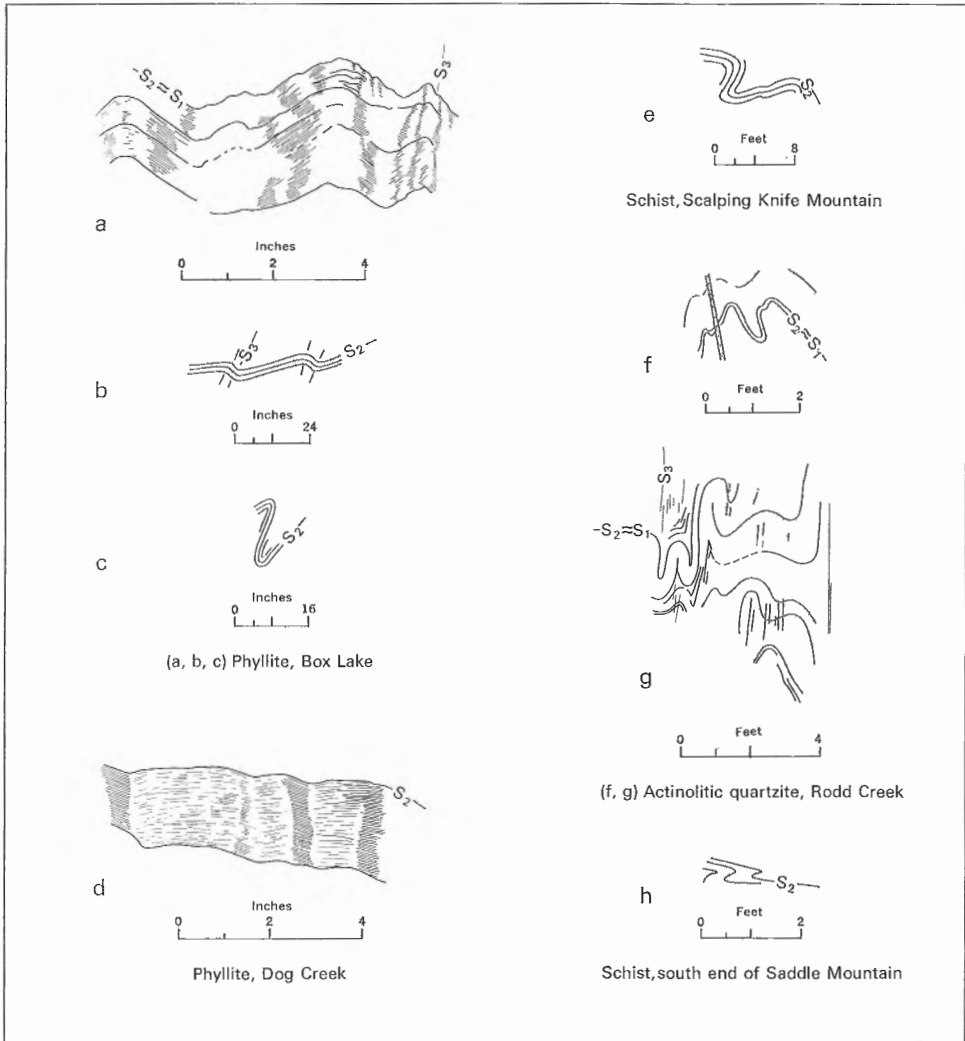 -S₂≈S₁
S₃-
a
Inches
0 2 4
-S₃-
S₂-
b
Inches
0 24
S₂-
c
Inches
0 16
(a, b, c) Phyllite, Box Lake
S₂-
d
Inches
0 2 4
Phyllite, Dog Creek
S₂
e
Feet
0 8
Schist, Scalping Knife Mountain
S₂≈S₁-
f
Feet
0 2
S₃
-S₂≈S₁
g
Feet
0 4
(f, g) Actinolitic quartzite, Rodd Creek
S₂
h
Feet
0 2
Schist, south end of Saddle Mountain